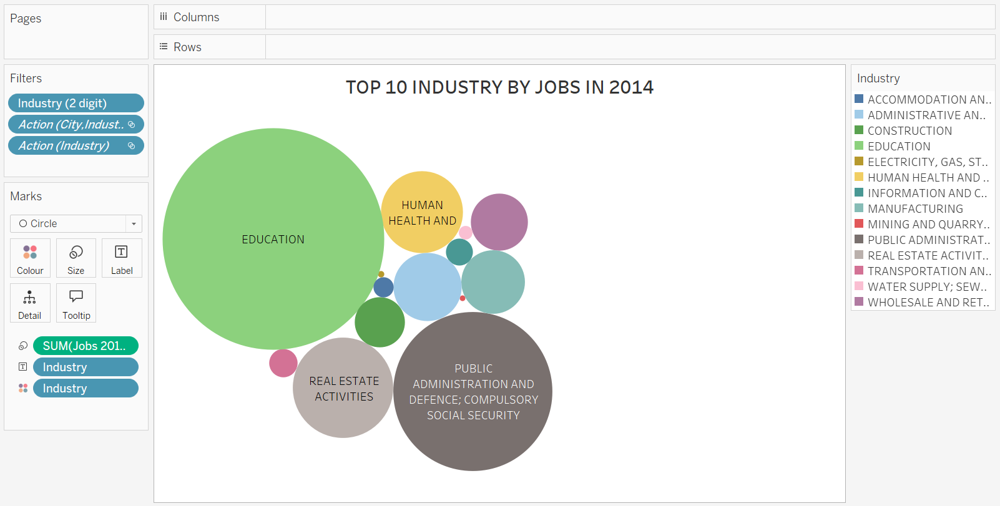 Pages
Columns
Rows
Filters
Industry (2 digit)
Action (City,Indust..
Action (Industry)
Marks
Circle
Colour
Size
Label
Detail
Tooltip
SUM(Jobs 201..
Industry
Industry
TOP 10 INDUSTRY BY JOBS IN 2014
EDUCATION
HUMAN
HEALTH AND
REAL ESTATE
ACTIVITIES
PUBLIC
ADMINISTRATION AND
DEFENCE; COMPULSORY
SOCIAL SECURITY
Industry
ACCOMMODATION AN..
ADMINISTRATIVE AN..
CONSTRUCTION
EDUCATION
ELECTRICITY, GAS, ST..
HUMAN HEALTH AND ..
INFORMATION AND C..
MANUFACTURING
MINING AND QUARRY..
PUBLIC ADMINISTRAT..
REAL ESTATE ACTIVIT..
TRANSPORTATION AN..
WATER SUPPLY; SEW..
WHOLESALE AND RET..